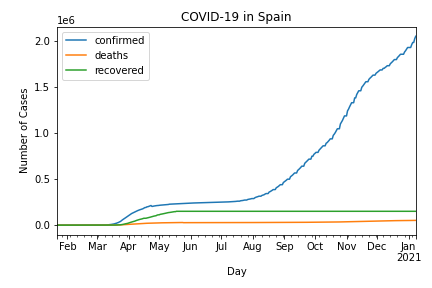 COVID-19 in Spain
1e6
confirmed
deaths
recovered
2.0
1.5
1.0
0.5
0.0
Number of Cases
Feb Mar Apr May Jun Jul Aug Sep Oct Nov Dec Jan
2021
Day